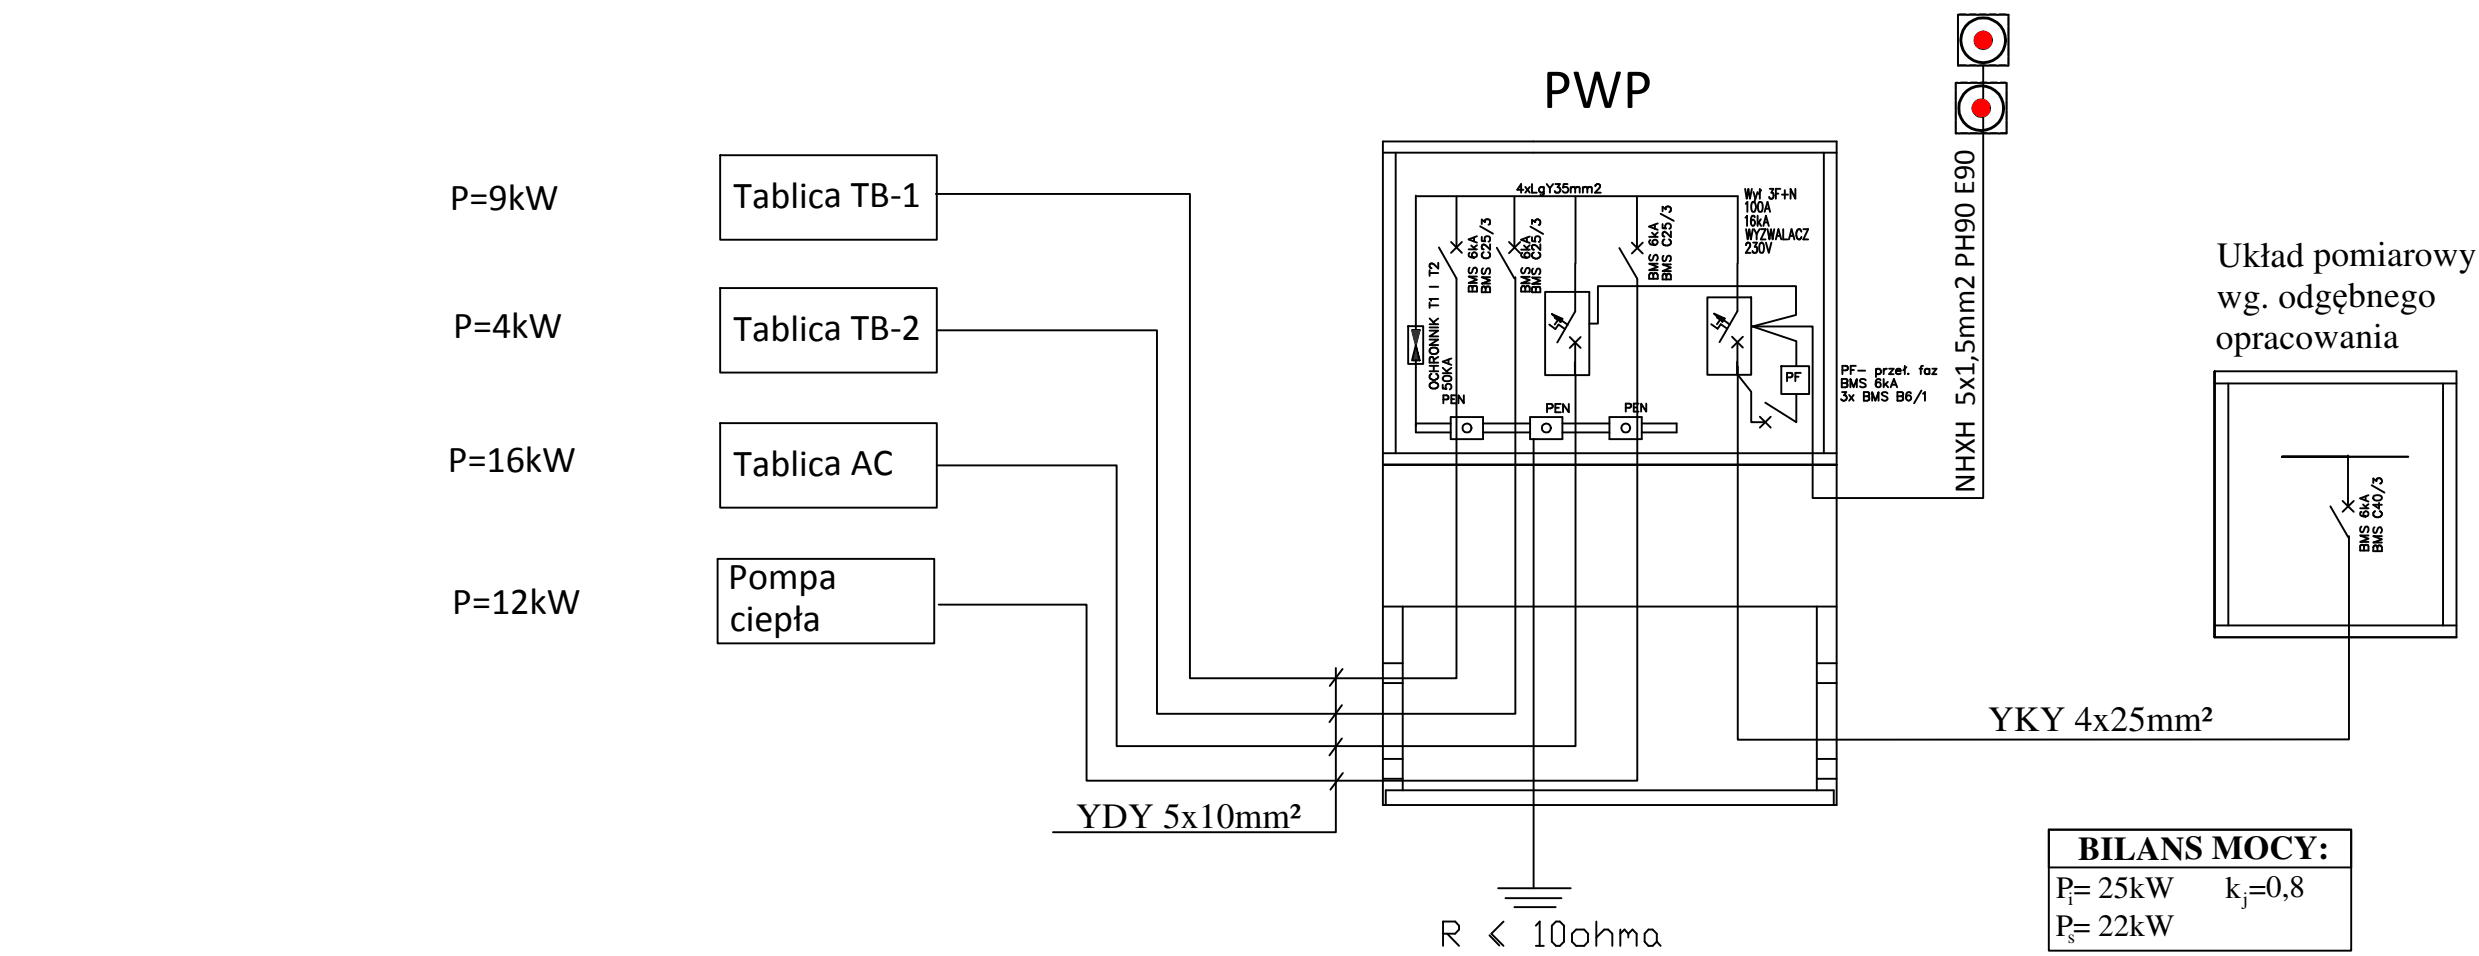 PWP
P=9kW
Tablica TB-1
P=4kW
Tablica TB-2
P=16kW
Tablica AC
P=12kW
Pompa
ciepła
YDY 5x10mm²
4xLgY35mm2
OCHRONNIK T1 I T2
50KA
BMS 6kA
BMS C25/3
BMS 6kA
BMS C25/3
BMS 6kA
BMS C25/3
Wył 3F+N
100A
16kA
WYZWALACZ
230V
PEN
PEN
PEN
PF
PF– przeł. faz
BMS 6kA
3x BMS B6/1
NHXH 5x1,5mm2 PH90 E90
Układ pomiarowy
wg. odgębnego
opracowania
BMS 6kA
BMS C40/3
YKY 4x25mm²
R < 10ohma
BILANS MOCY:
Pi= 25kW kj=0,8
Ps= 22kW